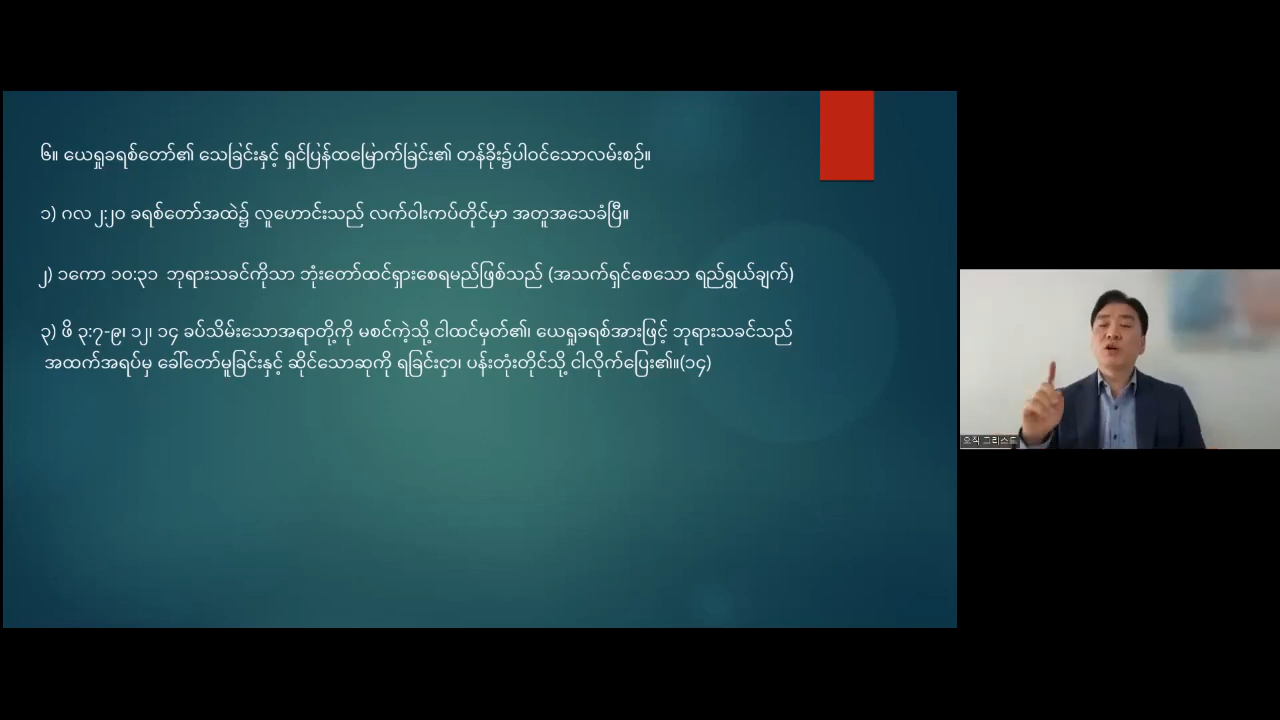 ၆။ ယေရှုခရစ်တော်၏ သေခြင်းနှင့် ရှင်ပြန်ထမြောက်ခြင်း၏ တန်ခိုး၌ပါဝင်သောလမ်းစဉ်။
၁) ဂလ ၂:၂၀ ခရစ်တော်အထဲ၌ လူဟောင်းသည် လက်ဝါးကပ်တိုင်မှာ အတူအသေခံပြီ။
၂) ၁ကော ၁၀:၃၁ ဘုရားသခင်ကိုသာ ဘုံးတော်ထင်ရှားစေရမည်ဖြစ်သည် (အသက်ရှင်စေသော ရည်ရွယ်ချက်)
၃) ဖိ ၃:၇-၉၊ ၁၂၊ ၁၄ ခပ်သိမ်းသောအရာတို့ကို မစင်ကဲ့သို့ ငါထင်မှတ်၏၊ ယေရှုခရစ်အားဖြင့် ဘုရားသခင်သည်
အထက်အရပ်မှ ခေါ်တော်မူခြင်းနှင့် ဆိုင်သောဆုကို ရခြင်းငှာ၊ ပန်းတုံးတိုင်သို့ ငါလိုက်ပြေး၏။(၁၄)
오직 그리스도